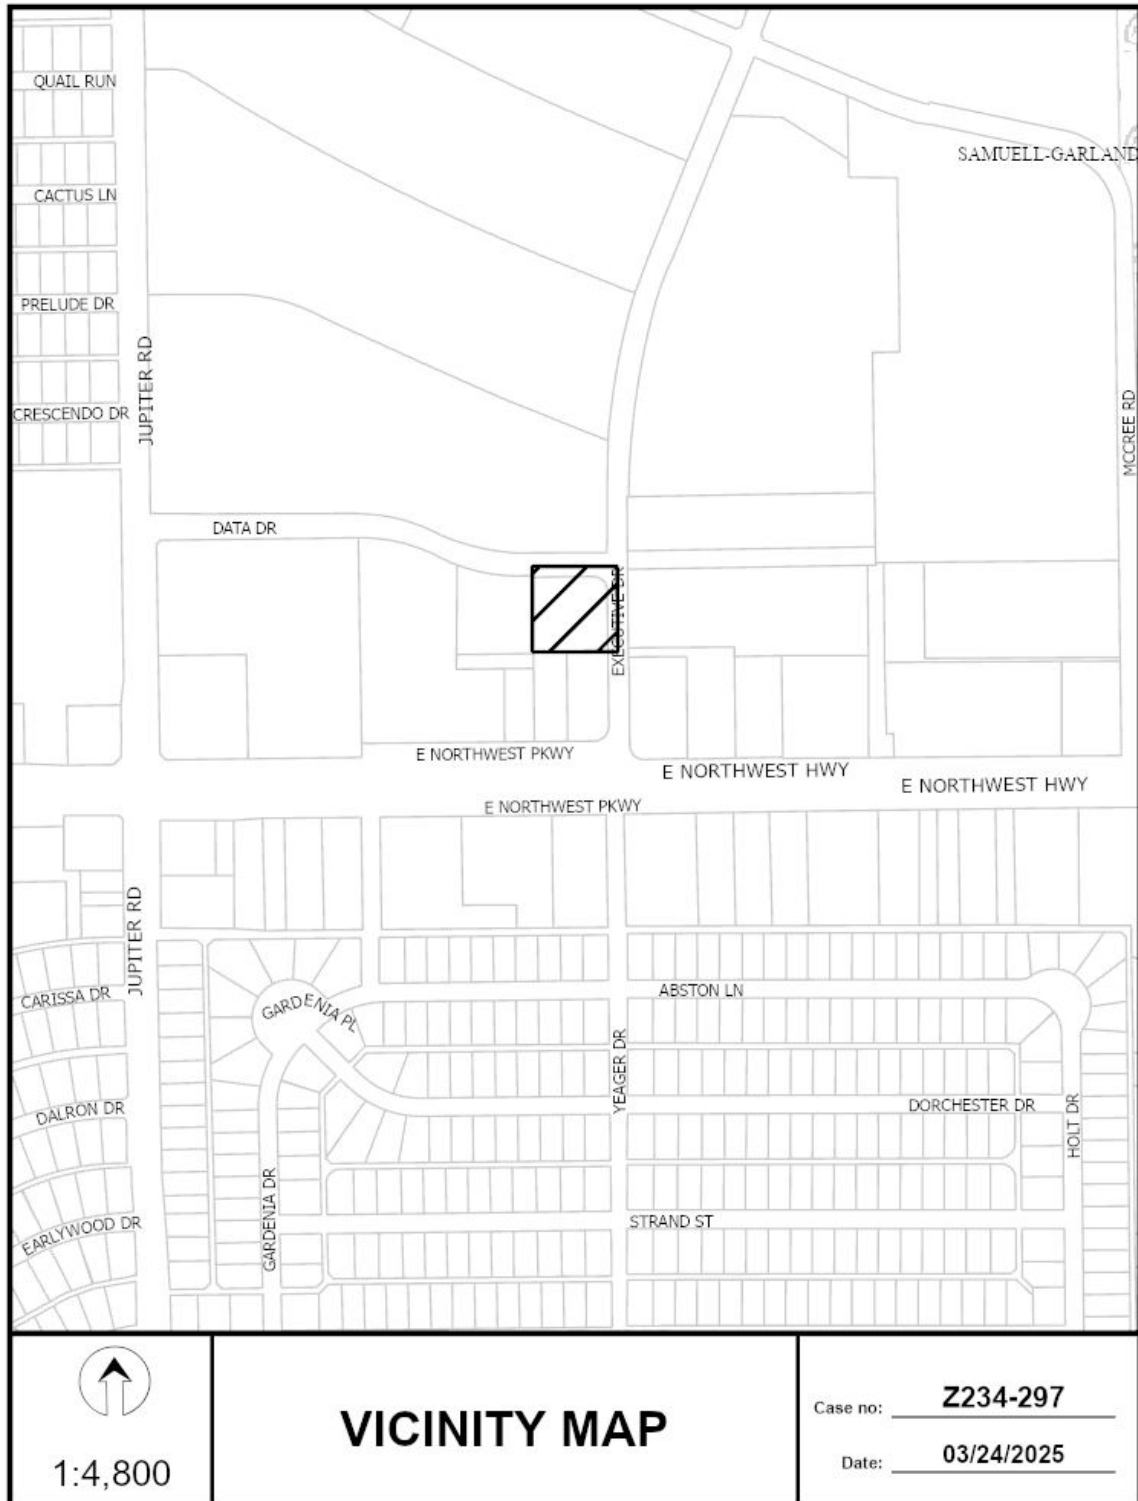 QUAIL RUN
SAMUELL-GARLAND
CACTUS LN
PRELUDE DR
JUPITER RD
CRESCENDO DR
MCCREE RD
DATA DR
EXECUTIVE DR
E NORTHWEST PKWY
E NORTHWEST HWY
E NORTHWEST HWY
E NORTHWEST PKWY
JUPITER RD
CARISSA DR
GARDENIA PL
ABSTON LN
YEAGER DR
DALRON DR
DORCHESTER DR
HOLT DR
GARDENIA DR
EARLYWOOD DR
STRAND ST
1:4,800
VICINITY MAP
Case no: Z234-297
Date: 03/24/2025